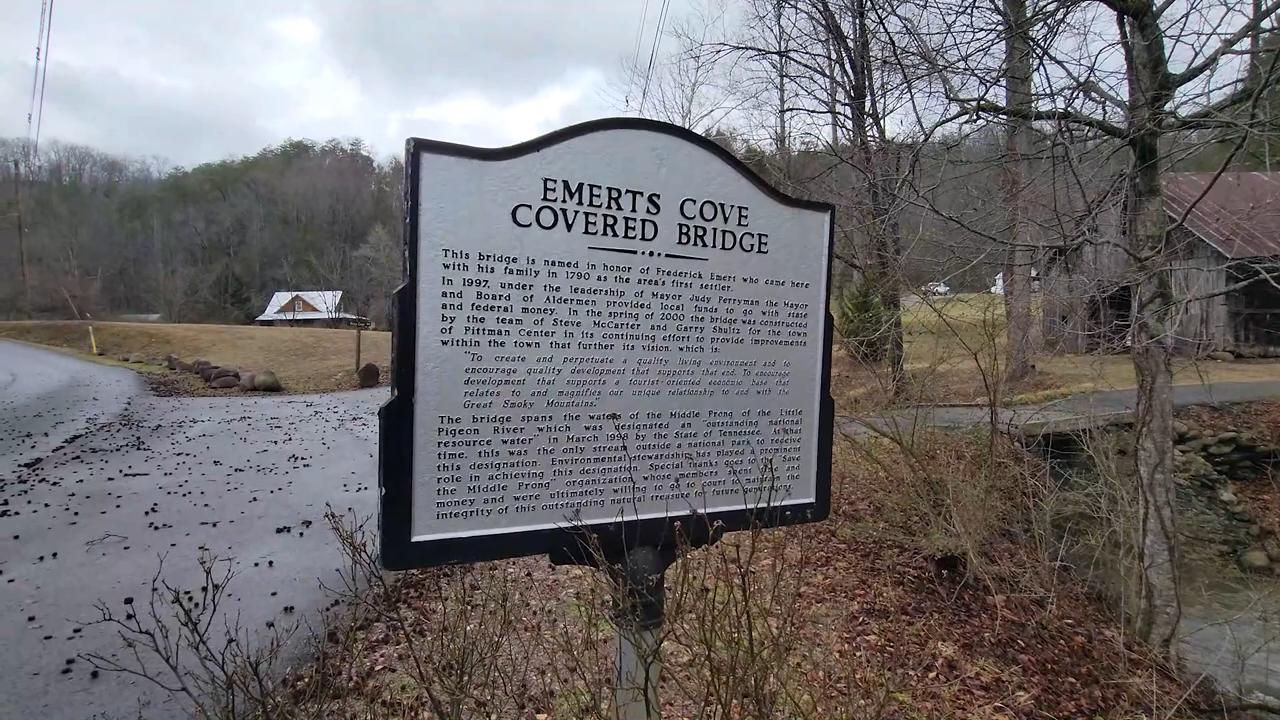 EMERTS COVE
COVERED BRIDGE
This bridge is named in honor of Frederick Emert who came here
with his family in 1790 as the area's first settler.
In 1997, under the leadership of Mayor Judy Perryman the Mayor
and Board of Aldermen provided local funds to go with state
and federal money. In the spring of 2000 the bridge was constructed
by the team of Steve McCarter and Garry Shultz for the town
of Pittman Center in its continuing effort to provide improvements
within the town that further its vision, which is:
"To create and perpetuate a quality living environment and to
encourage quality development that supports that end. To encourage
development that supports a tourist-oriented economic base that
relates to and magnifies our unique relationship to and with the
Great Smoky Mountains."
The bridge spans the waters of the Middle Prong of the Little
Pigeon River which was designated an "outstanding national
resource water" in March 1998 by the State of Tennessee. At that
time, this was the only stream outside a national park to receive
this designation. Environmental stewardship has played a prominent
role in achieving this designation. Special thanks goes to the "Save
the Middle Prong" organization whose members spent time and
money and were ultimately willing to go to court to maintain the
integrity of this outstanding natural treasure for future generations.